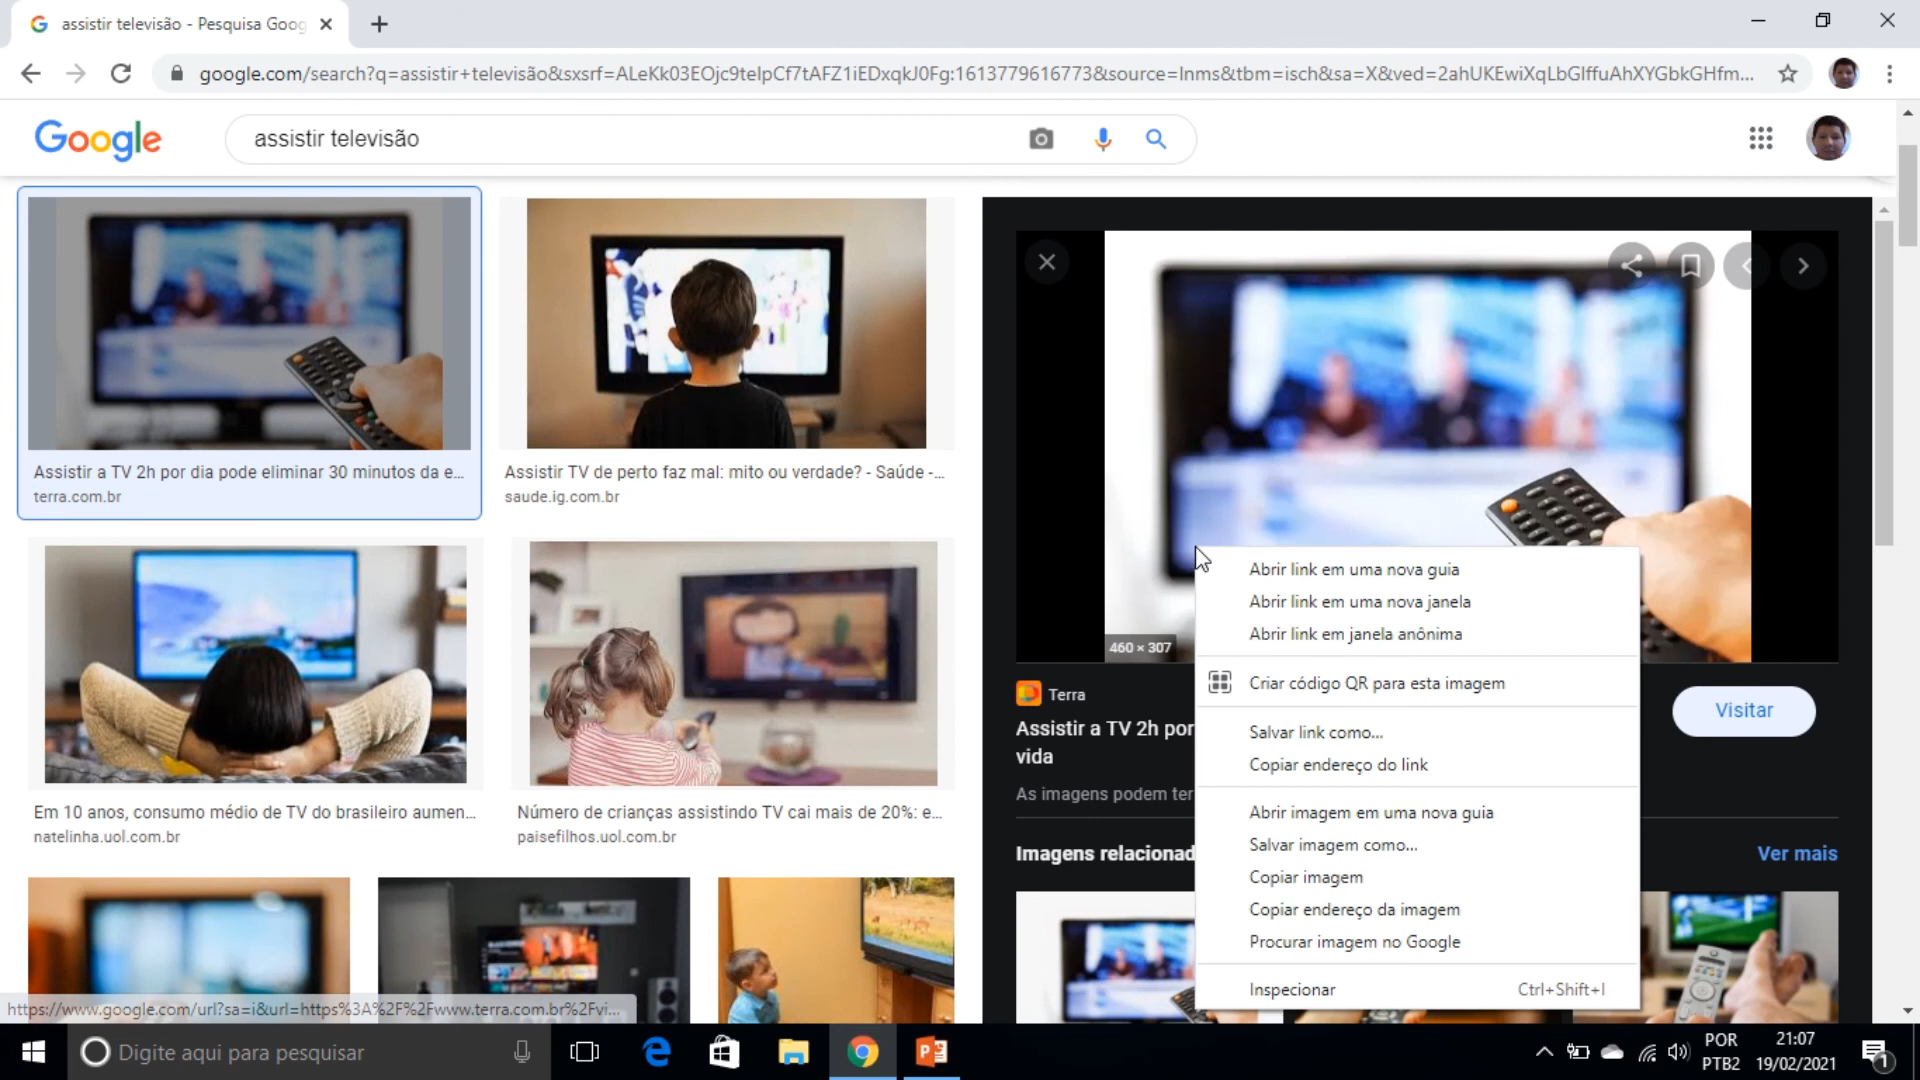 assistir televisão - Pesquisa Goog
google.com/search?q=assistir+televisão&sxsrf=ALeKk03EOjc9teIpCf7tAFZ1iEDxqkJ0Fg:1613779616773&source=lnms&tbm=isch&sa=X&ved=2ahUKEwiXqLbGlffuAhXYGbkGHfm...
Google
assistir televisão
Assistir a TV 2h por dia pode eliminar 30 minutos da e...
terra.com.br
Assistir TV de perto faz mal: mito ou verdade? - Saúde -...
saude.ig.com.br
Em 10 anos, consumo médio de TV do brasileiro aumen...
natelinha.uol.com.br
Número de crianças assistindo TV cai mais de 20%: e...
paisefilhos.uol.com.br
460 × 307
Terra
Assistir a TV 2h por
vida
Visitar
As imagens podem ter
Imagens relacionad
Ver mais
Abrir link em uma nova guia
Abrir link em uma nova janela
Abrir link em janela anônima
Criar código QR para esta imagem
Salvar link como...
Copiar endereço do link
Abrir imagem em uma nova guia
Salvar imagem como...
Copiar imagem
Copiar endereço da imagem
Procurar imagem no Google
Inspecionar Ctrl+Shift+I
https://www.google.com/url?sa=i&url=https%3A%2F%2Fwww.terra.com.br%2Fvi...
Digite aqui para pesquisar
POR
PTB2
21:07
19/02/2021
1